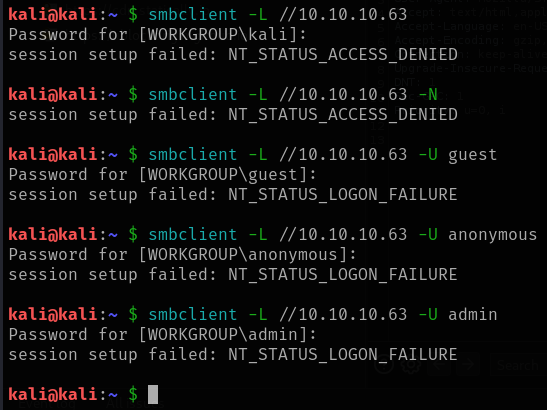 kali@kali:~ $ smbclient -L //10.10.10.63
Password for [WORKGROUP\kali]:
session setup failed: NT_STATUS_ACCESS_DENIED
kali@kali:~ $ smbclient -L //10.10.10.63 -N
session setup failed: NT_STATUS_ACCESS_DENIED
kali@kali:~ $ smbclient -L //10.10.10.63 -U guest
Password for [WORKGROUP\guest]:
session setup failed: NT_STATUS_LOGON_FAILURE
kali@kali:~ $ smbclient -L //10.10.10.63 -U anonymous
Password for [WORKGROUP\anonymous]:
session setup failed: NT_STATUS_LOGON_FAILURE
kali@kali:~ $ smbclient -L //10.10.10.63 -U admin
Password for [WORKGROUP\admin]:
session setup failed: NT_STATUS_LOGON_FAILURE
kali@kali:~ $